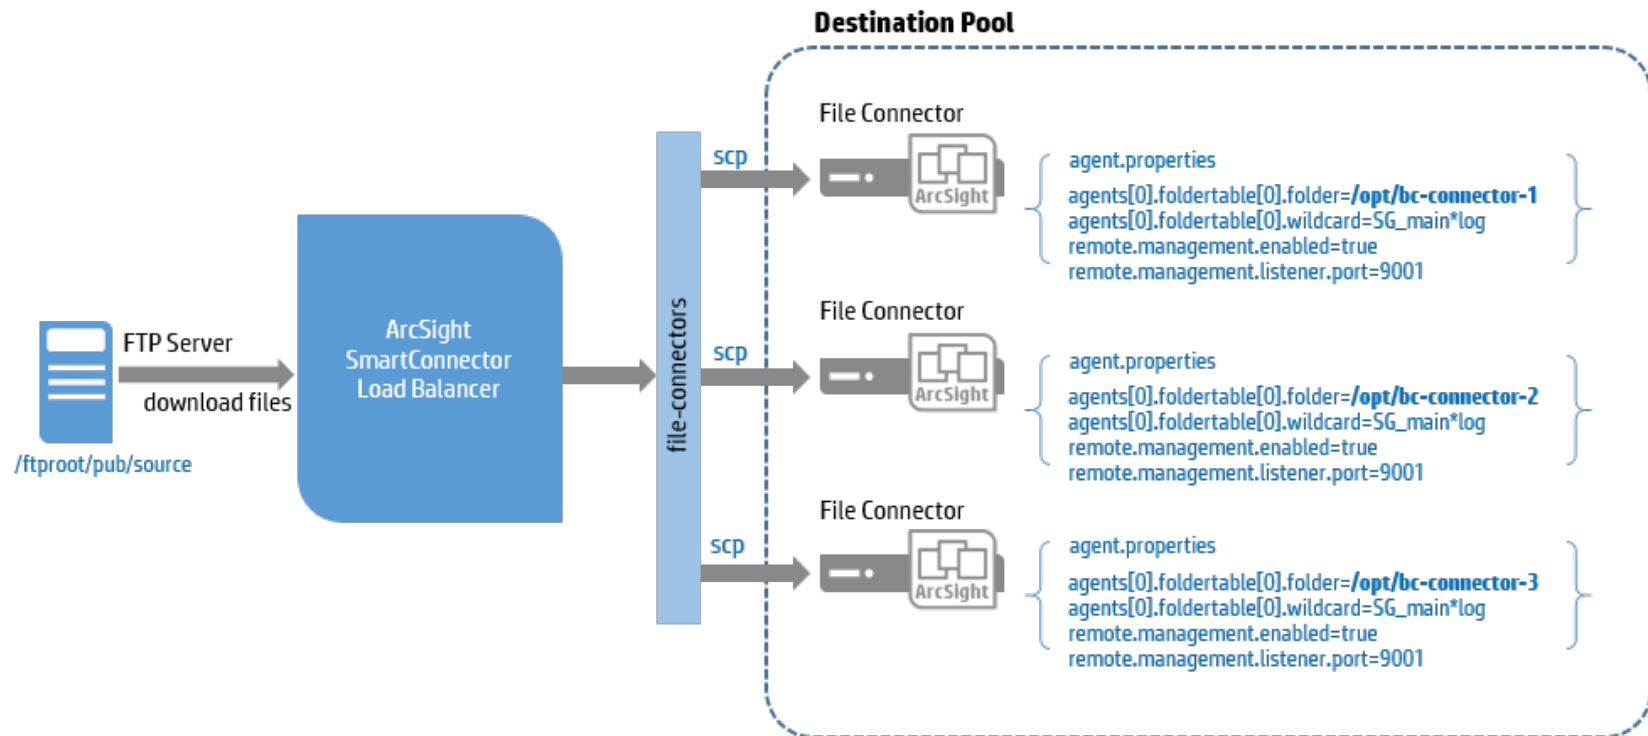 Destination Pool
FTP Server
download files
/ftproot/pub/source
ArcSight
SmartConnector
Load Balancer
file-connectors
scp
File Connector
ArcSight
agent.properties
agents[0].foldertable[0].folder=/opt/bc-connector-1
agents[0].foldertable[0].wildcard=SG_main*log
remote.management.enabled=true
remote.management.listener.port=9001
scp
File Connector
ArcSight
agent.properties
agents[0].foldertable[0].folder=/opt/bc-connector-2
agents[0].foldertable[0].wildcard=SG_main*log
remote.management.enabled=true
remote.management.listener.port=9001
scp
File Connector
ArcSight
agent.properties
agents[0].foldertable[0].folder=/opt/bc-connector-3
agents[0].foldertable[0].wildcard=SG_main*log
remote.management.enabled=true
remote.management.listener.port=9001